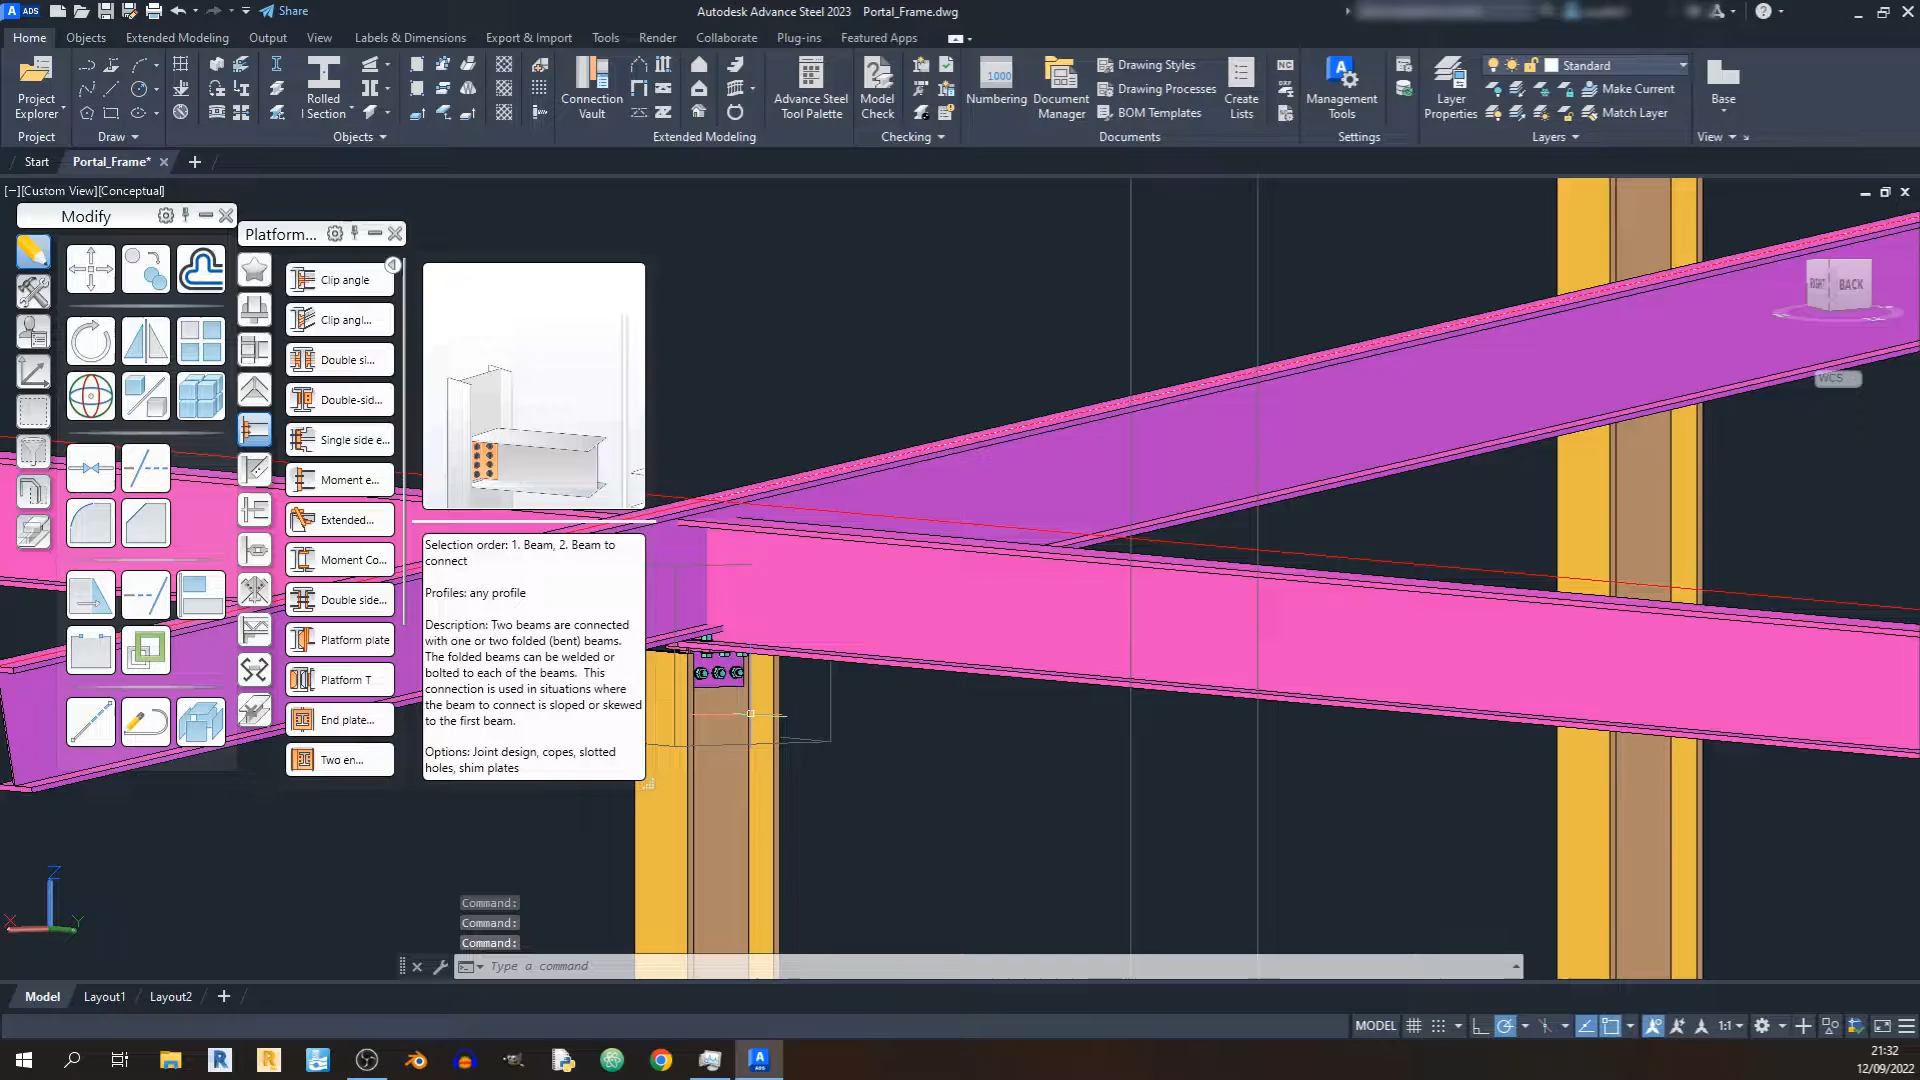 ADS
Share
Autodesk Advance Steel 2023 Portal_Frame.dwg
Home Objects Extended Modeling Output View Labels & Dimensions Export & Import Tools Render Collaborate Plug-ins Featured Apps
Project
Explorer
Project
Draw
Rolled
I Section
Objects
Connection
Vault
Extended Modeling
Advance Steel
Tool Palette
Model
Check
Checking
1000
Numbering
Document
Manager
Drawing Styles
Drawing Processes
BOM Templates
Create
Lists
NC
Documents
Management
Tools
Settings
Layer
Properties
Standard
Make Current
Match Layer
Layers
Base
View
Start
Portal_Frame*
[−][Custom View][Conceptual]
Modify
Platform...
Clip angle
Clip angl...
Double si...
Double-sid...
Single side e...
Moment e...
Extended...
Moment Co...
Double side...
Platform plate
Platform T
End plate...
Two en...
Selection order: 1. Beam, 2. Beam to
connect
Profiles: any profile
Description: Two beams are connected
with one or two folded (bent) beams.
The folded beams can be welded or
bolted to each of the beams. This
connection is used in situations where
the beam to connect is sloped or skewed
to the first beam.
Options: Joint design, copes, slotted
holes, shim plates
RIGHT BACK
WCS
Z
X
Y
Command:
Command:
Command:
Type a command
Model Layout1 Layout2
MODEL
1:1
21:32
12/09/2022